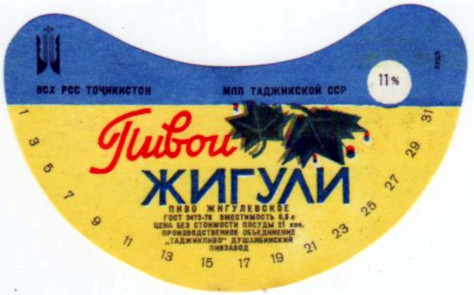 ВСХ РСС ТОҶИКИСТОН
МПП ТАДЖИКСКОЙ ССР
11%
Пивои
ЖИГУЛИ
ПИВО ЖИГУЛЕВСКОЕ
ГОСТ 3473-78 ВМЕСТИМОСТЬ 0,5 л
ЦЕНА БЕЗ СТОИМОСТИ ПОСУДЫ 21 коп.
ПРОИЗВОДСТВЕННОЕ ОБЪЕДИНЕНИЕ
„ТАДЖИКПИВО" ДУШАНБИНСКИЙ
ПИВЗАВОД
1 3 5 7 9 11 13 15 17 19 21 23 25 27 29 31